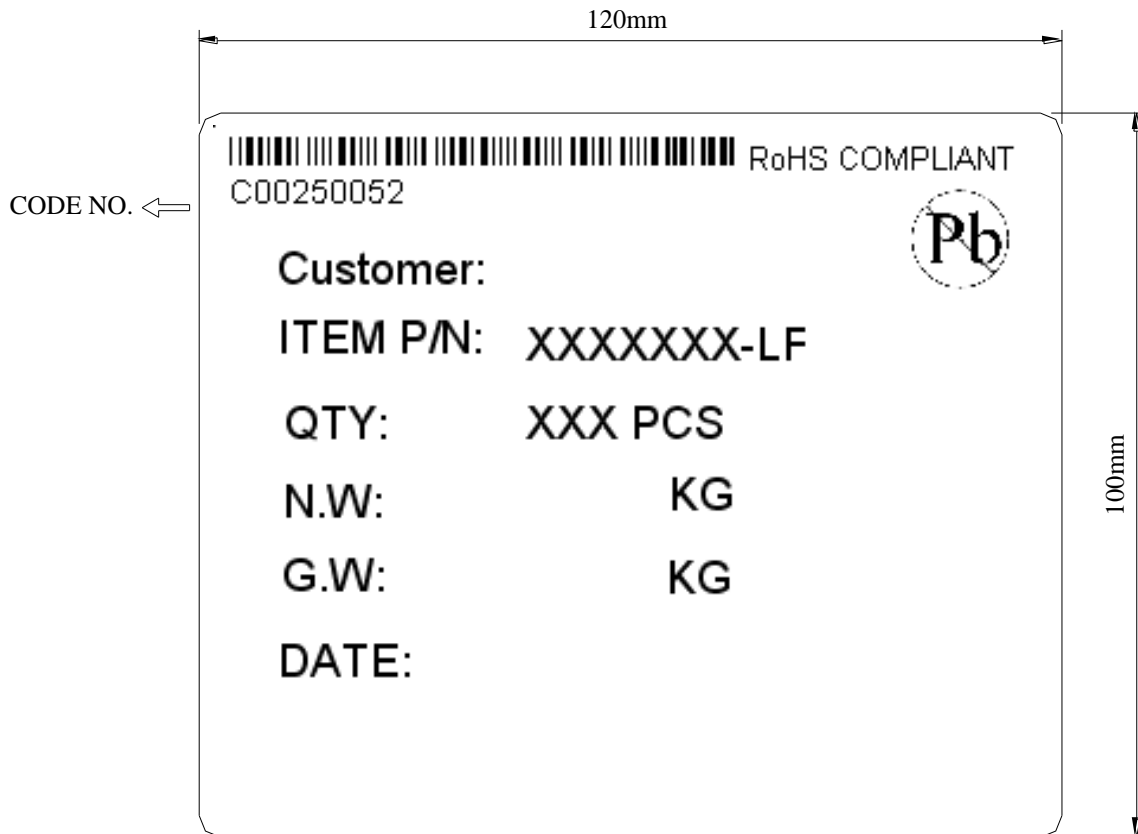 120mm
RoHS COMPLIANT
C00250052
CODE NO.
Pb
Customer:
ITEM P/N: XXXXXXX-LF
QTY: XXX PCS
N.W: KG
G.W: KG
DATE:
100mm